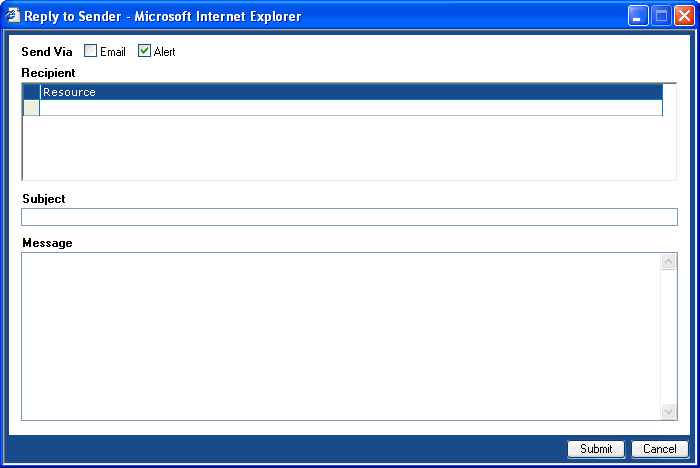 Reply to Sender - Microsoft Internet Explorer
Send Via Email Alert
Recipient
Resource
Subject
Message
Submit Cancel